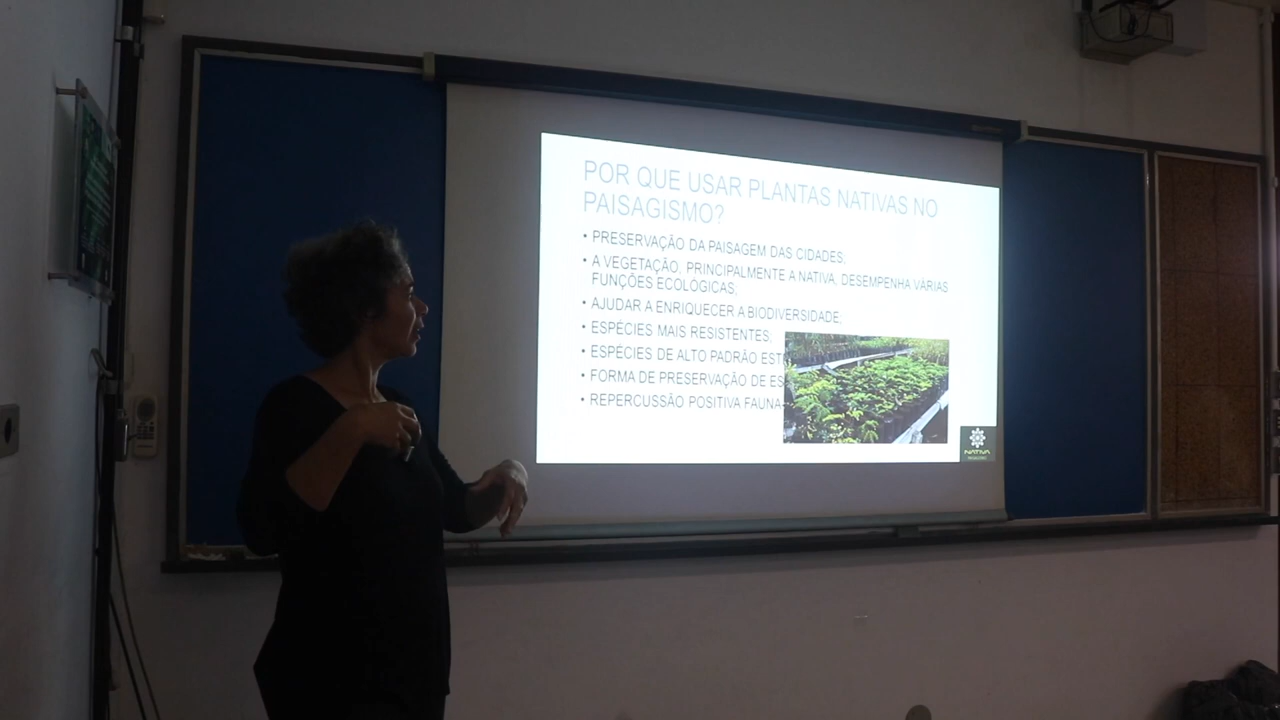 POR QUE USAR PLANTAS NATIVAS NO
PAISAGISMO?
• PRESERVAÇÃO DA PAISAGEM DAS CIDADES;
• A VEGETAÇÃO, PRINCIPALMENTE A NATIVA, DESEMPENHA VÁRIAS
FUNÇÕES ECOLÓGICAS;
• AJUDAR A ENRIQUECER A BIODIVERSIDADE;
• ESPÉCIES MAIS RESISTENTES;
• ESPÉCIES DE ALTO PADRÃO
• FORMA DE PRESERVAÇÃO DE
• REPERCUSSÃO POSITIVA FAUNA
NATIVA